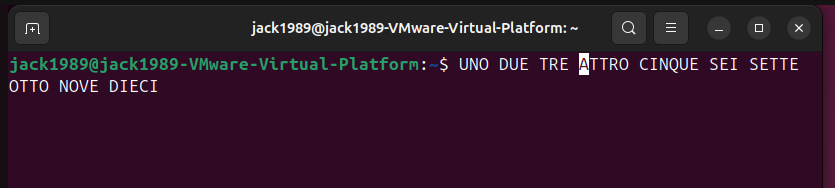 jack1989@jack1989-VMware-Virtual-Platform: ~
jack1989@jack1989-VMware-Virtual-Platform:~$ UNO DUE TRE ATTRO CINQUE SEI SETTE
OTTO NOVE DIECI